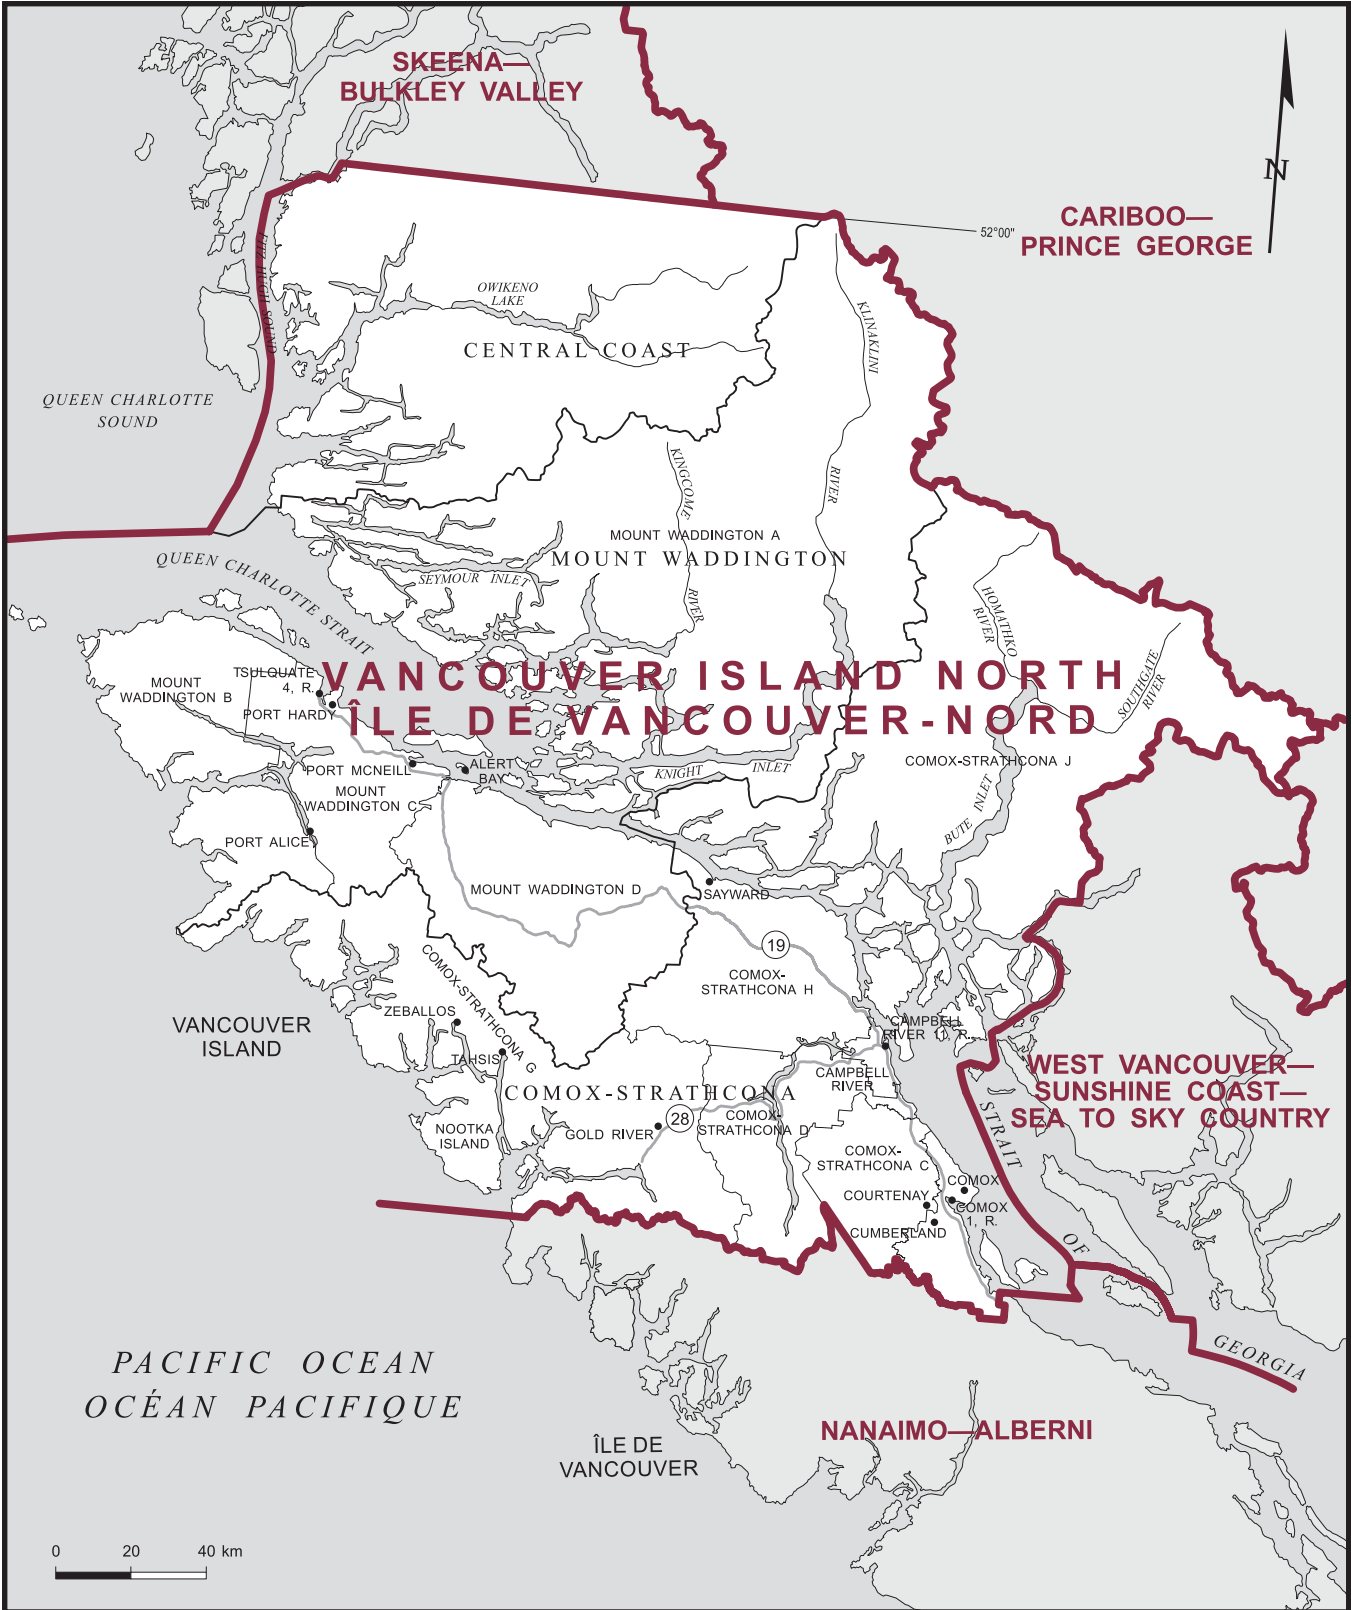 SKEENA—
BULKLEY VALLEY
N
CARIBOO—
PRINCE GEORGE
52°00"
FITZ HUGH SOUND
OWIKENO
LAKE
KLINAKLINI
RIVER
CENTRAL COAST
QUEEN CHARLOTTE
SOUND
KINGCOME
RIVER
MOUNT WADDINGTON A
MOUNT WADDINGTON
QUEEN CHARLOTTE STRAIT
SEYMOUR INLET
HOMATHKO
RIVER
SOUTHGATE
RIVER
VANCOUVER ISLAND NORTH
ÎLE DE VANCOUVER-NORD
TSULQUATE
4, R.
MOUNT
WADDINGTON B
PORT HARDY
PORT MCNEILL
ALERT
BAY
KNIGHT INLET
COMOX-STRATHCONA J
MOUNT
WADDINGTON C
BUTE INLET
PORT ALICE
MOUNT WADDINGTON D
SAYWARD
19
COMOX-
STRATHCONA H
COMOX-STRATHCONA G
ZEBALLOS
VANCOUVER
ISLAND
TAHSIS
CAMPBELL
RIVER 11, R.
CAMPBELL
RIVER
WEST VANCOUVER—
SUNSHINE COAST—
SEA TO SKY COUNTRY
COMOX-STRATHCONA
28
COMOX-
STRATHCONA D
NOOTKA
ISLAND
GOLD RIVER
COMOX-
STRATHCONA C
STRAIT
OF
GEORGIA
COMOX
COURTENAY
COMOX
1, R.
CUMBERLAND
PACIFIC OCEAN
OCÉAN PACIFIQUE
NANAIMO—ALBERNI
ÎLE DE
VANCOUVER
0 20 40 km